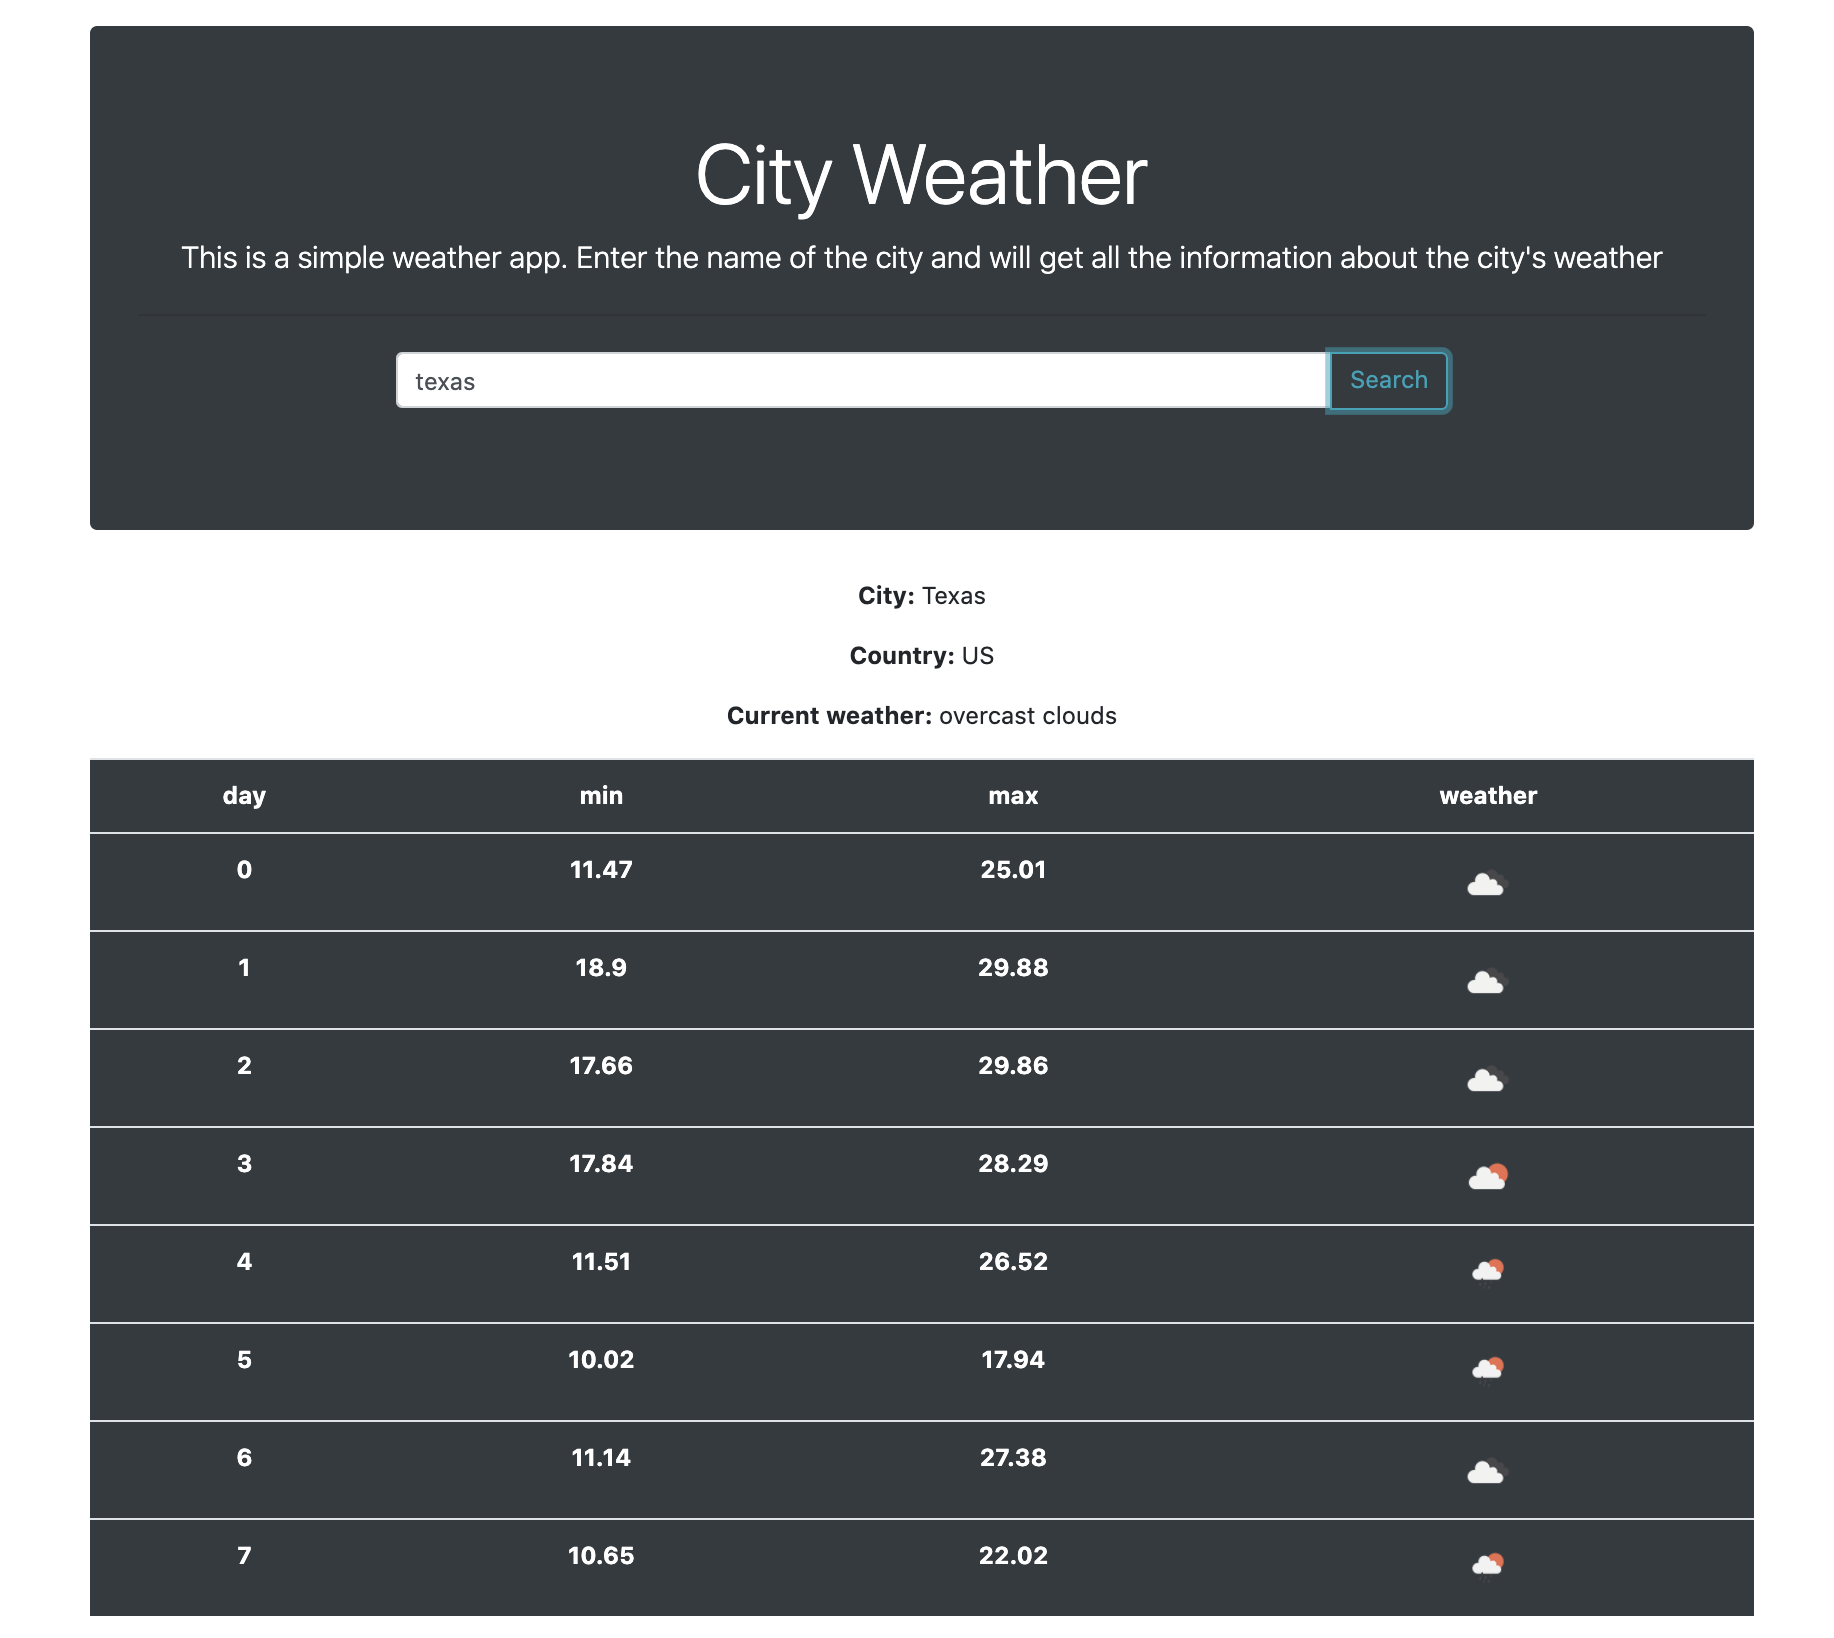 City Weather
This is a simple weather app. Enter the name of the city and will get all the information about the city's weather
texas Search
City: Texas
Country: US
Current weather: overcast clouds
day min max weather
0 11.47 25.01
1 18.9 29.88
2 17.66 29.86
3 17.84 28.29
4 11.51 26.52
5 10.02 17.94
6 11.14 27.38
7 10.65 22.02